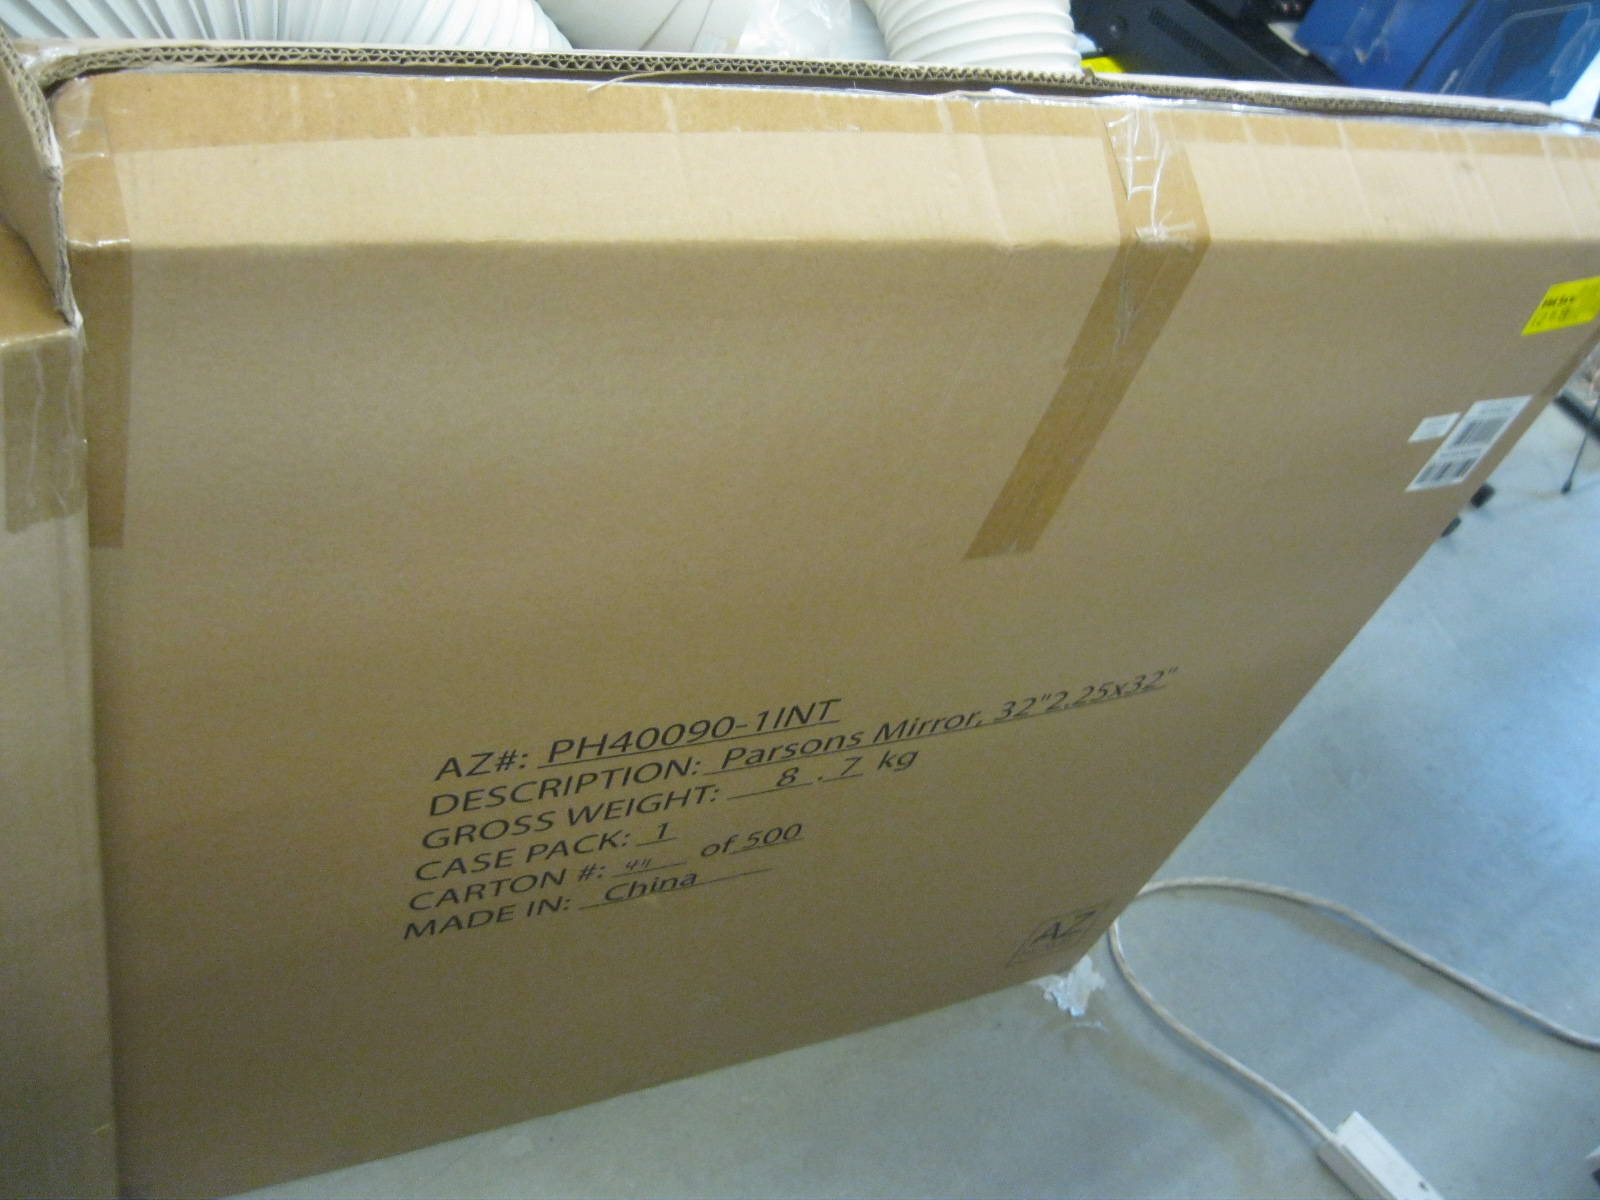 AZ#: PH40090-1INT
DESCRIPTION: Parsons Mirror, 32"2.25x32"
GROSS WEIGHT: 8 . 7 kg
CASE PACK: 1
CARTON #: of 500
MADE IN: China
AZ